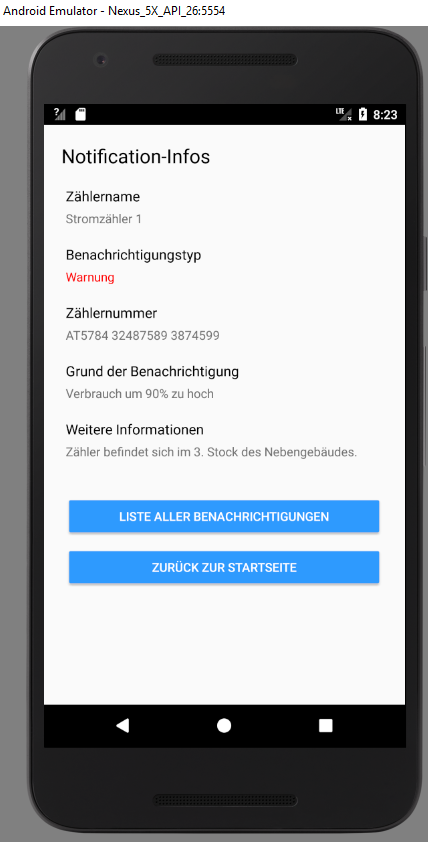 Android Emulator - Nexus_5X_API_26:5554
? LTE 8:23
Notification-Infos
Zählername
Stromzähler 1
Benachrichtigungstyp
Warnung
Zählernummer
AT5784 32487589 3874599
Grund der Benachrichtigung
Verbrauch um 90% zu hoch
Weitere Informationen
Zähler befindet sich im 3. Stock des Nebengebäudes.
LISTE ALLER BENACHRICHTIGUNGEN
ZURÜCK ZUR STARTSEITE